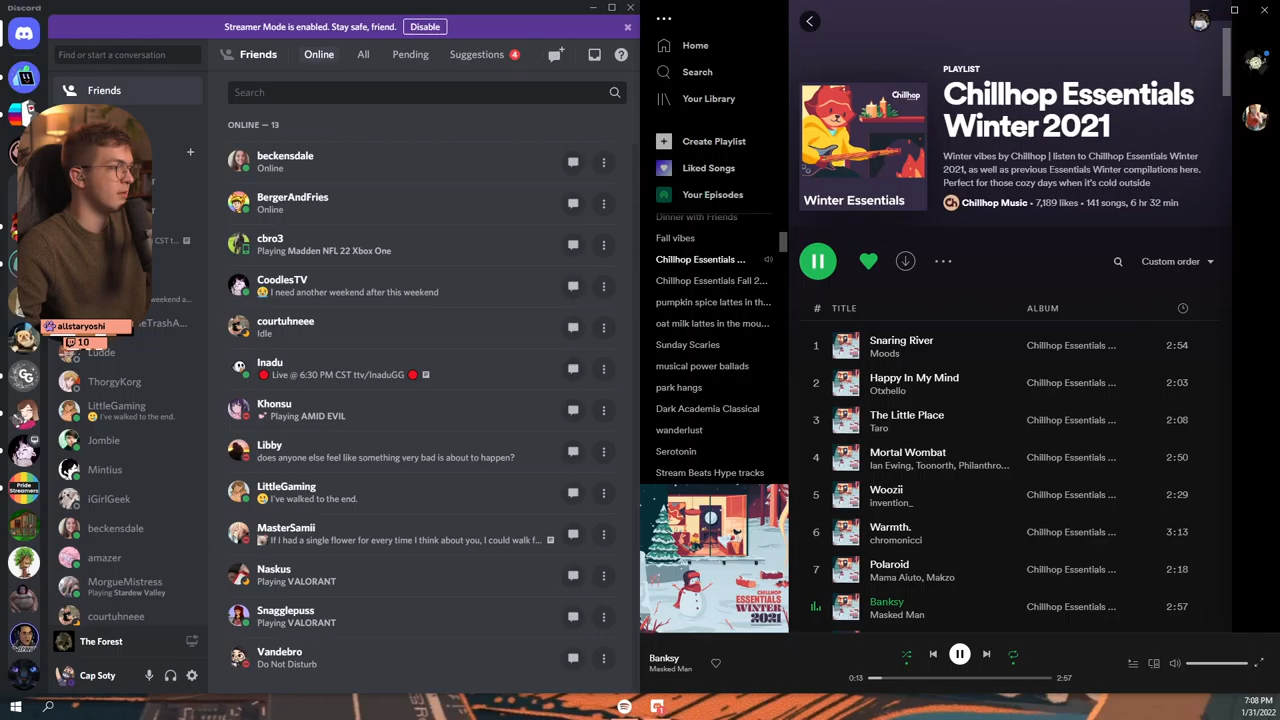 Discord
Streamer Mode is enabled. Stay safe, friend.
Disable
Find or start a conversation
Friends
Online
All
Pending
Suggestions
4
Friends
Search
CST t...
end a...
eTrashA...
allstaryoshi
10
Ludde
ThorgyKorg
LittleGaming
I've walked to the end.
Jombie
Mintius
iGirlGeek
beckensdale
amazer
MorgueMistress
Playing Stardew Valley
courtuhneee
The Forest
Cap Soty
GG
Pride
Streamers
ONLINE — 13
beckensdale
Online
BergerAndFries
Online
cbro3
Playing Madden NFL 22 Xbox One
CoodlesTV
I need another weekend after this weekend
courtuhneee
Idle
Inadu
Live @ 6:30 PM CST ttv/InaduGG
Khonsu
Playing AMID EVIL
Libby
does anyone else feel like something very bad is about to happen?
LittleGaming
I've walked to the end.
MasterSamii
If I had a single flower for every time I think about you, I could walk f...
Naskus
Playing VALORANT
Snagglepuss
Playing VALORANT
Vandebro
Do Not Disturb
Home
Search
Your Library
Create Playlist
Liked Songs
Your Episodes
Dinner with Friends
Fall vibes
Chillhop Essentials ...
Chillhop Essentials Fall 2...
pumpkin spice lattes in th...
oat milk lattes in the mou...
Sunday Scaries
musical power ballads
park hangs
Dark Academia Classical
wanderlust
Serotonin
Stream Beats Hype tracks
CHILLHOP
ESSENTIALS
WINTER
2021
Chillhop
Winter Essentials
PLAYLIST
Chillhop Essentials
Winter 2021
Winter vibes by Chillhop | listen to Chillhop Essentials Winter
2021, as well as previous Essentials Winter compilations here.
Perfect for those cozy days when it's cold outside
Chillhop Music • 7,189 likes • 141 songs, 6 hr 32 min
Custom order
# TITLE ALBUM
1 Snaring River Chillhop Essentials ... 2:54
Moods
2 Happy In My Mind Chillhop Essentials ... 2:03
Otxhello
3 The Little Place Chillhop Essentials ... 2:08
Taro
4 Mortal Wombat Chillhop Essentials ... 2:50
Ian Ewing, Toonorth, Philanthro...
5 Woozii Chillhop Essentials ... 2:29
invention_
6 Warmth. Chillhop Essentials ... 3:13
chromonicci
7 Polaroid Chillhop Essentials ... 2:18
Mama Aiuto, Makzo
Banksy Chillhop Essentials ... 2:57
Masked Man
Banksy
Masked Man
0:13
2:57
7:08 PM
1/31/2022